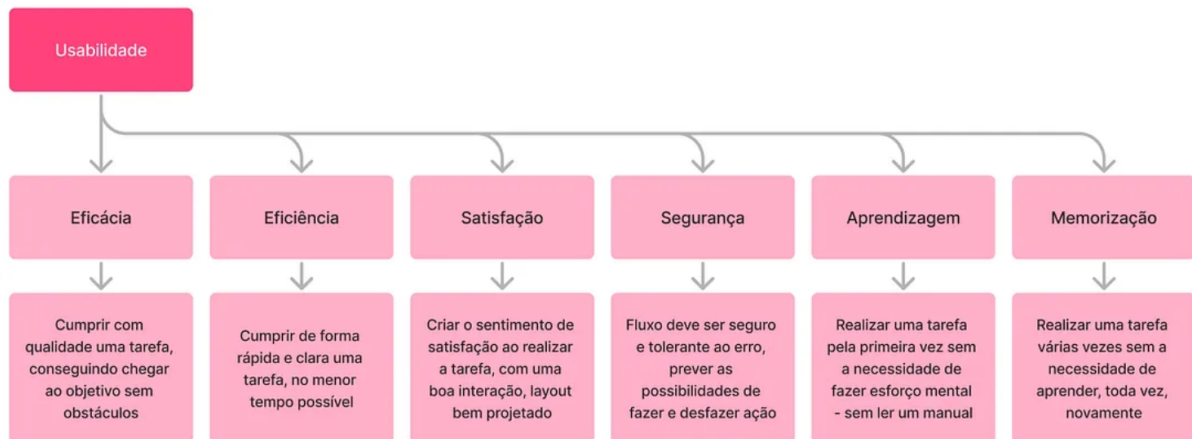 Usabilidade
Eficácia
Eficiência
Satisfação
Segurança
Aprendizagem
Memorização
Cumprir com
qualidade uma tarefa,
conseguindo chegar
ao objetivo sem
obstáculos
Cumprir de forma
rápida e clara uma
tarefa, no menor
tempo possível
Criar o sentimento de
satisfação ao realizar
a tarefa, com uma
boa interação, layout
bem projetado
Fluxo deve ser seguro
e tolerante ao erro,
prever as
possibilidades de
fazer e desfazer ação
Realizar uma tarefa
pela primeira vez sem
a necessidade de
fazer esforço mental
- sem ler um manual
Realizar uma tarefa
várias vezes sem a
necessidade de
aprender, toda vez,
novamente